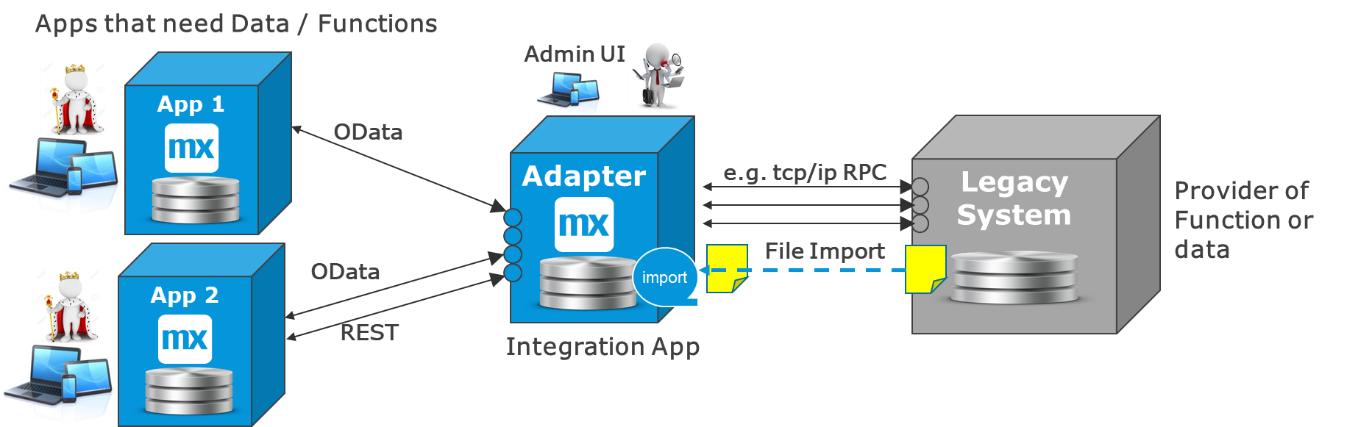 Apps that need Data / Functions
App 1
mx
OData
App 2
mx
OData
REST
Admin UI
Adapter
mx
import
Integration App
e.g. tcp/ip RPC
File Import
Legacy
System
Provider of
Function or
data